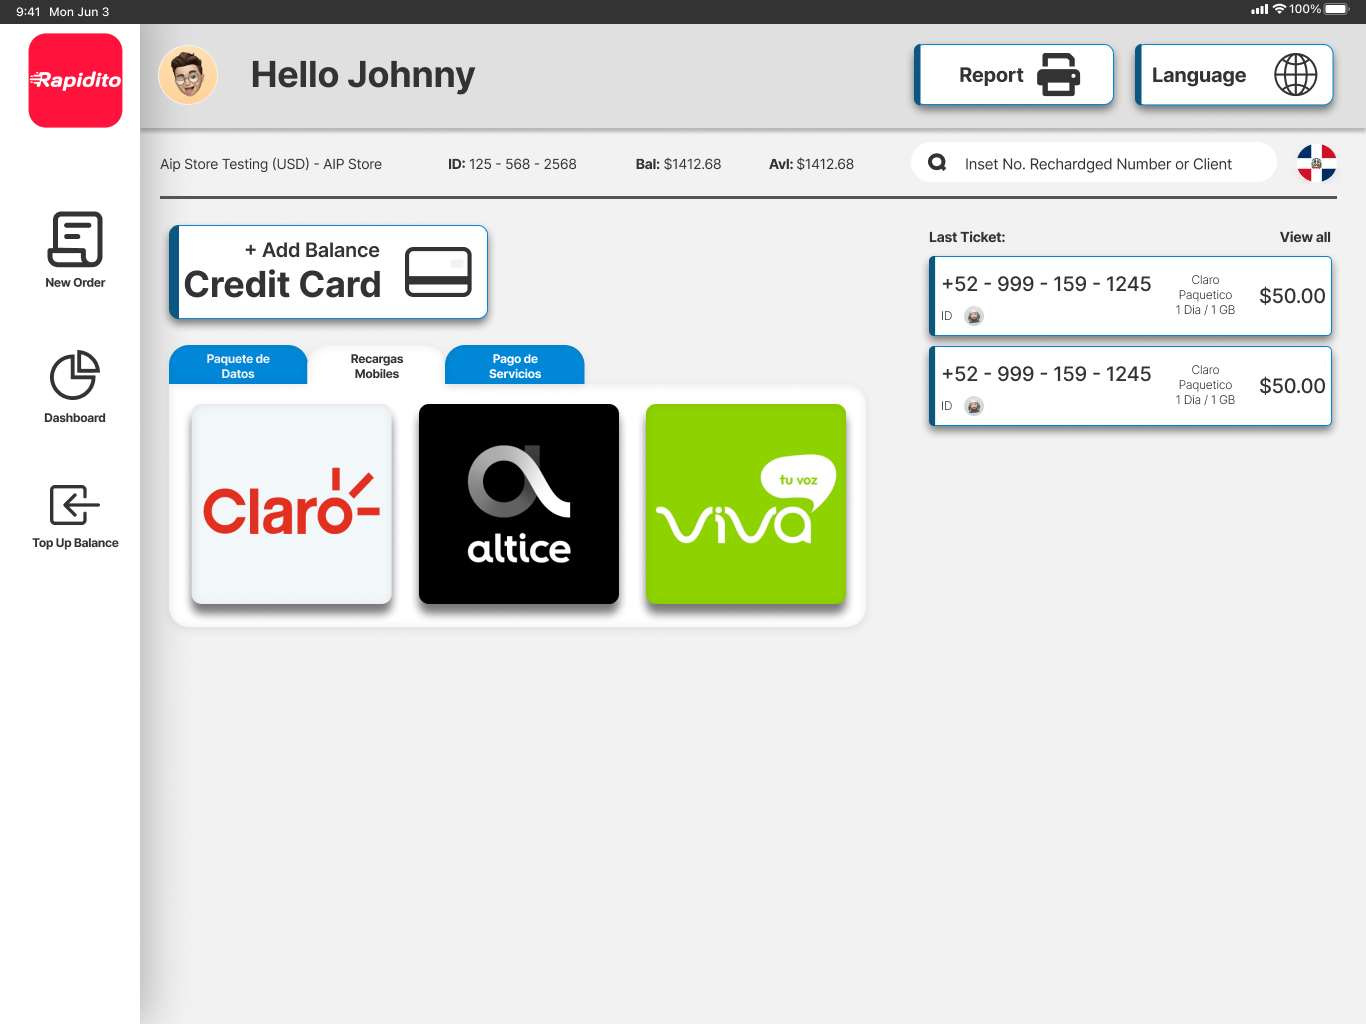 9:41 Mon Jun 3
100%
Rapidito
Hello Johnny
Report
Language
Aip Store Testing (USD) - AIP Store
ID: 125 - 568 - 2568
Bal: $1412.68
Avl: $1412.68
Inset No. Rechardged Number or Client
New Order
Dashboard
Top Up Balance
+ Add Balance
Credit Card
Paquete de
Datos
Recargas
Mobiles
Pago de
Servicios
Claro
altice
tu voz
viva
Last Ticket:
View all
+52 - 999 - 159 - 1245
ID
Claro
Paquetico
1 Dia / 1 GB
$50.00
+52 - 999 - 159 - 1245
ID
Claro
Paquetico
1 Dia / 1 GB
$50.00